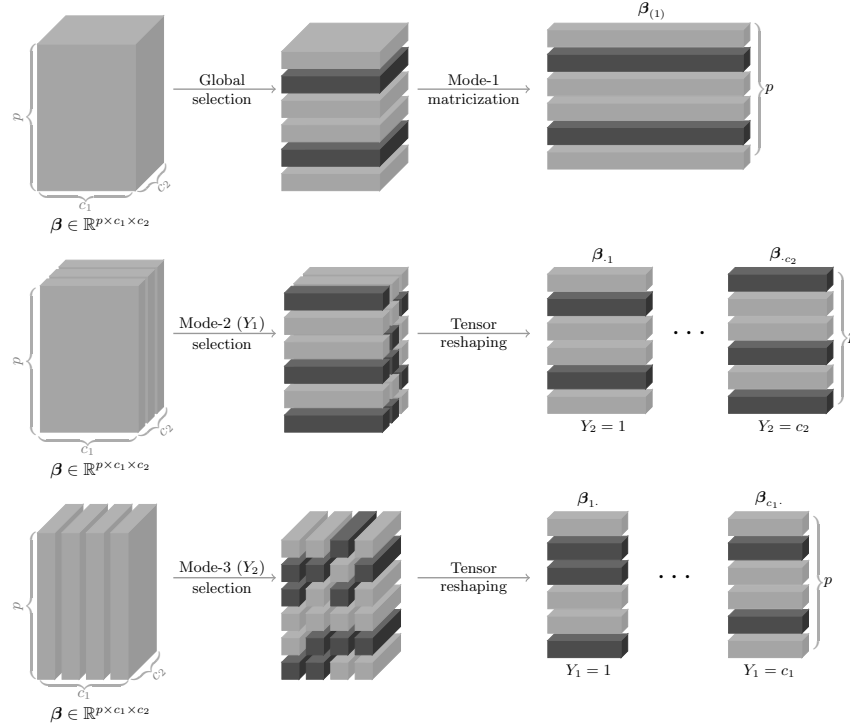 β(1)
p
Global
selection
Mode-1
matricization
p
c₁
c₂
β ∈ ℝ^{p×c₁×c₂}
β.₁
β.c₂
p
Mode-2 (Y₁)
selection
Tensor
reshaping
· · ·
c₁
c₂
Y₂ = 1
Y₂ = c₂
β ∈ ℝ^{p×c₁×c₂}
β₁.
βc₁.
p
Mode-3 (Y₂)
selection
Tensor
reshaping
· · ·
p
c₁
c₂
Y₁ = 1
Y₁ = c₁
β ∈ ℝ^{p×c₁×c₂}